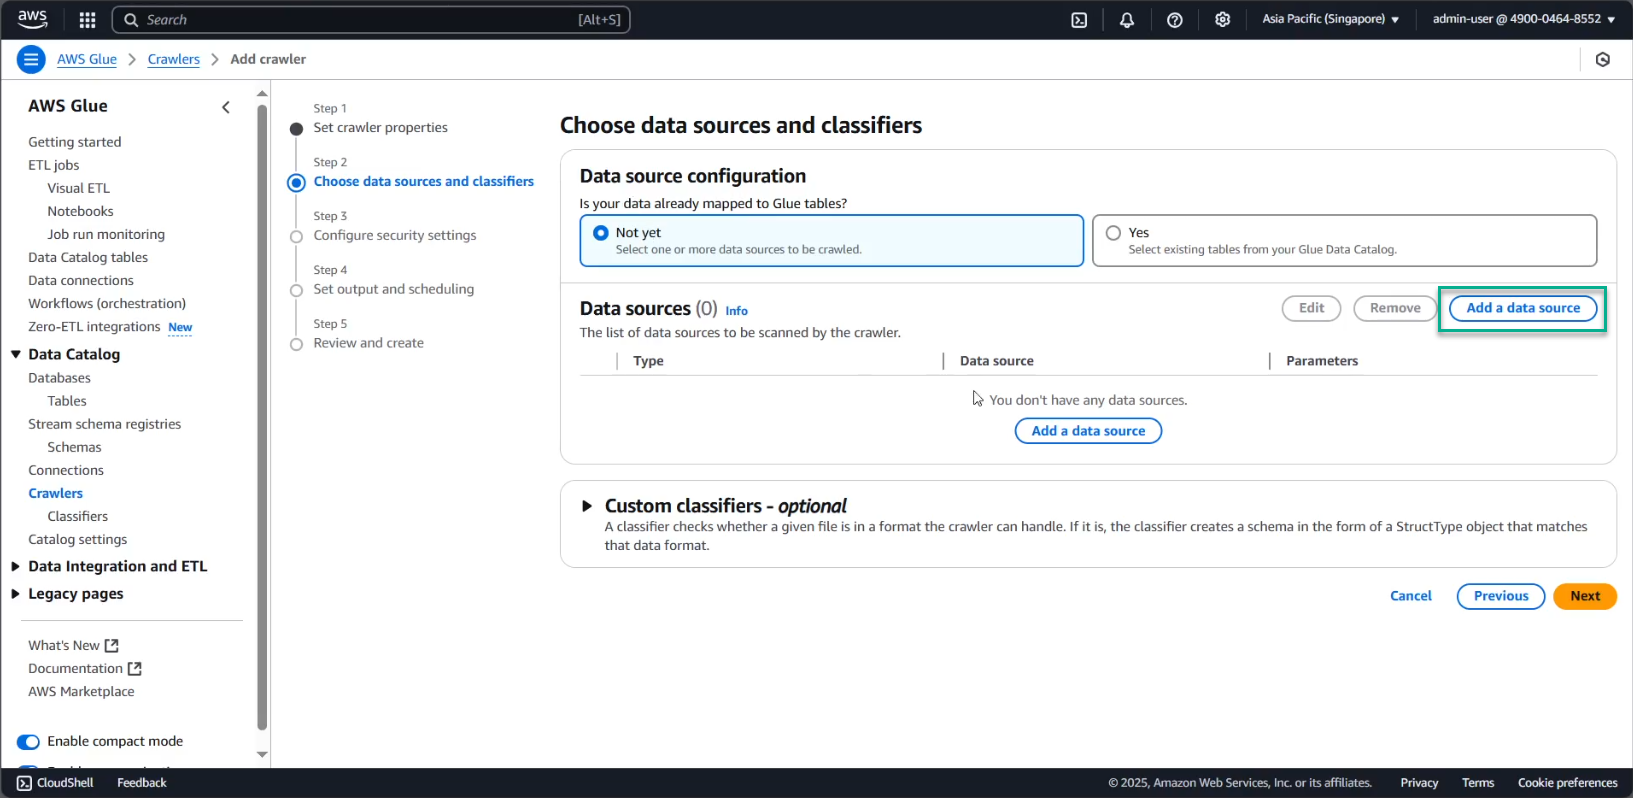 aws
Search
[Alt+S]
Asia Pacific (Singapore)
admin-user @ 4900-0464-8552
AWS Glue
Crawlers
Add crawler
AWS Glue
Getting started
ETL jobs
Visual ETL
Notebooks
Job run monitoring
Data Catalog tables
Data connections
Workflows (orchestration)
Zero-ETL integrations New
Data Catalog
Databases
Tables
Stream schema registries
Schemas
Connections
Crawlers
Classifiers
Catalog settings
Data Integration and ETL
Legacy pages
What's New
Documentation
AWS Marketplace
Enable compact mode
Step 1
Set crawler properties
Step 2
Choose data sources and classifiers
Step 3
Configure security settings
Step 4
Set output and scheduling
Step 5
Review and create
Choose data sources and classifiers
Data source configuration
Is your data already mapped to Glue tables?
Not yet
Select one or more data sources to be crawled.
Yes
Select existing tables from your Glue Data Catalog.
Data sources (0) Info
Edit
Remove
Add a data source
The list of data sources to be scanned by the crawler.
Type
Data source
Parameters
You don't have any data sources.
Add a data source
Custom classifiers - optional
A classifier checks whether a given file is in a format the crawler can handle. If it is, the classifier creates a schema in the form of a StructType object that matches
that data format.
Cancel
Previous
Next
CloudShell
Feedback
© 2025, Amazon Web Services, Inc. or its affiliates.
Privacy
Terms
Cookie preferences